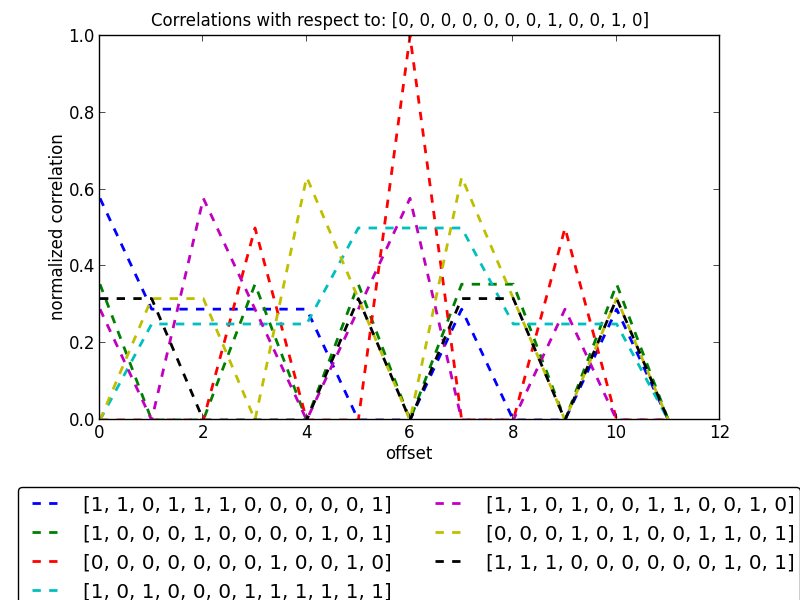 Correlations with respect to: [0, 0, 0, 0, 0, 0, 0, 1, 0, 0, 1, 0]
1.0
0.8
0.6
0.4
0.2
0.0
normalized correlation
0 2 4 6 8 10 12
offset
[1, 1, 0, 1, 1, 1, 0, 0, 0, 0, 0, 1]
[1, 0, 0, 0, 1, 0, 0, 0, 0, 1, 0, 1]
[0, 0, 0, 0, 0, 0, 0, 1, 0, 0, 1, 0]
[1, 0, 1, 0, 0, 0, 1, 1, 1, 1, 1, 1]
[1, 1, 0, 1, 0, 0, 1, 1, 0, 0, 1, 0]
[0, 0, 0, 1, 0, 1, 0, 0, 1, 1, 0, 1]
[1, 1, 1, 0, 0, 0, 0, 0, 0, 1, 0, 1]